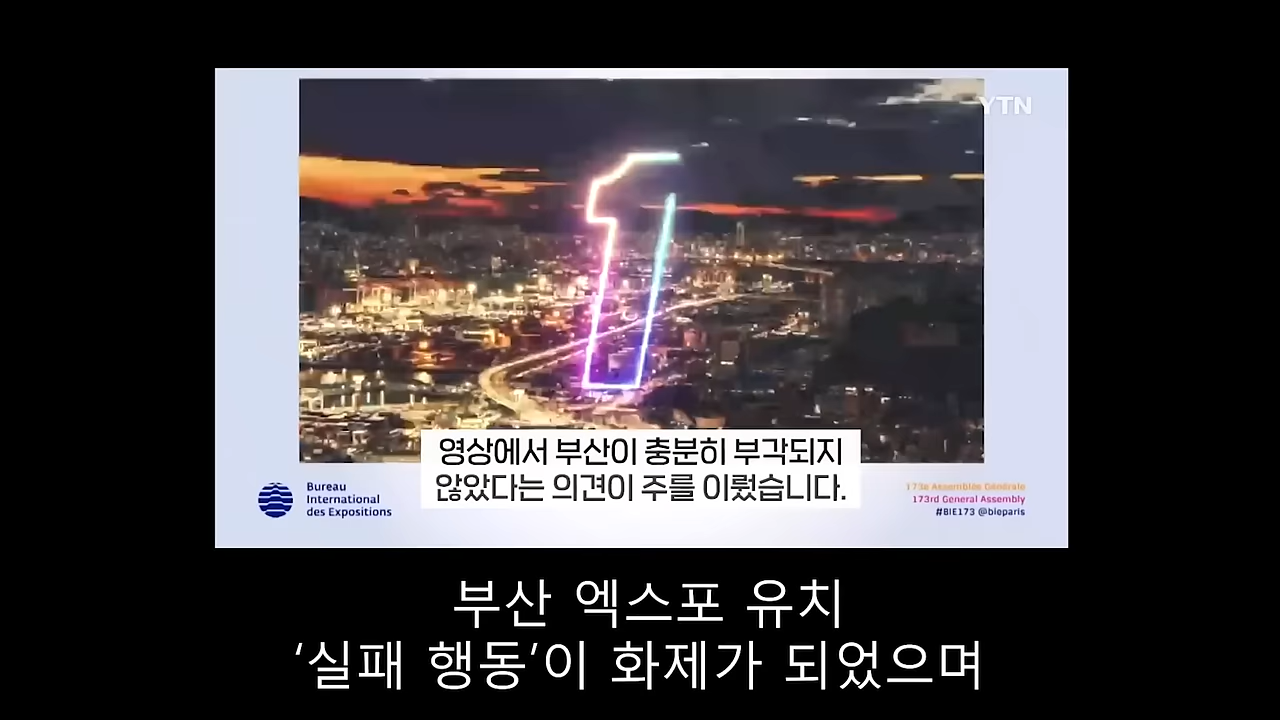 YTN
영상에서 부산이 충분히 부각되지
않았다는 의견이 주를 이뤘습니다.
Bureau
International
des Expositions
173e Assemblée Générale
173rd General Assembly
#BIE173 @bieparis
부산 엑스포 유치
‘실패 행동’이 화제가 되었으며